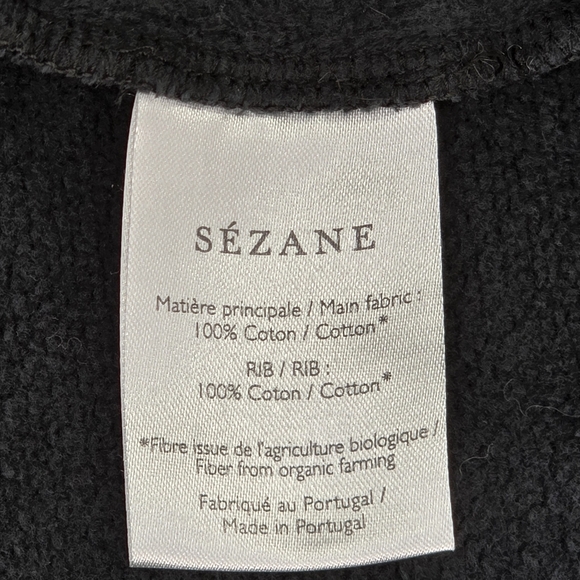 SÉZANE
Matière principale / Main fabric :
100% Coton / Cotton*
RIB / RIB :
100% Coton / Cotton*
*Fibre issue de l'agriculture biologique /
Fiber from organic farming
Fabriqué au Portugal /
Made in Portugal